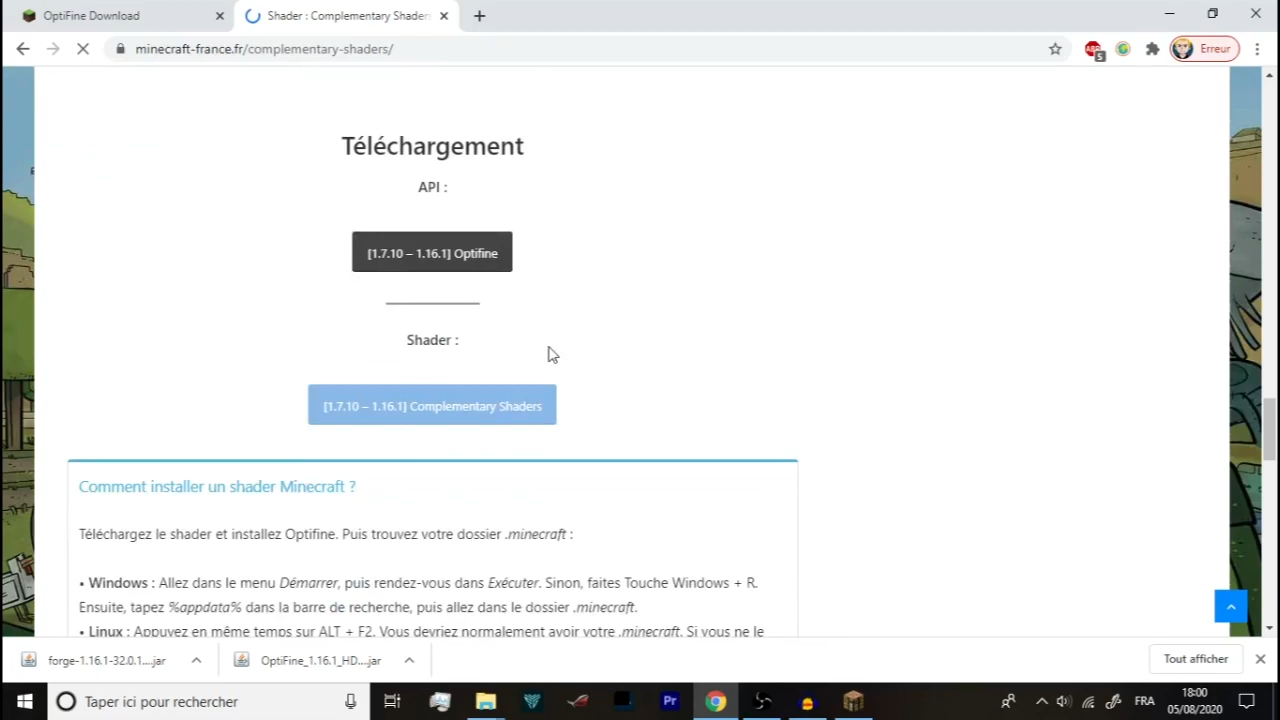 OptiFine Download
Shader : Complementary Shaders
minecraft-france.fr/complementary-shaders/
ABP
5
Erreur
Téléchargement
API :
[1.7.10 – 1.16.1] Optifine
Shader :
[1.7.10 – 1.16.1] Complementary Shaders
Comment installer un shader Minecraft ?
Téléchargez le shader et installez Optifine. Puis trouvez votre dossier .minecraft :
• Windows : Allez dans le menu Démarrer, puis rendez-vous dans Exécuter. Sinon, faites Touche Windows + R.
Ensuite, tapez %appdata% dans la barre de recherche, puis allez dans le dossier .minecraft.
• Linux : Appuyez en même temps sur ALT + F2. Vous devriez normalement avoir votre .minecraft. Si vous ne le
forge-1.16.1-32.0.1....jar
OptiFine_1.16.1_HD....jar
Tout afficher
Taper ici pour rechercher
Pr
FRA
18:00
05/08/2020